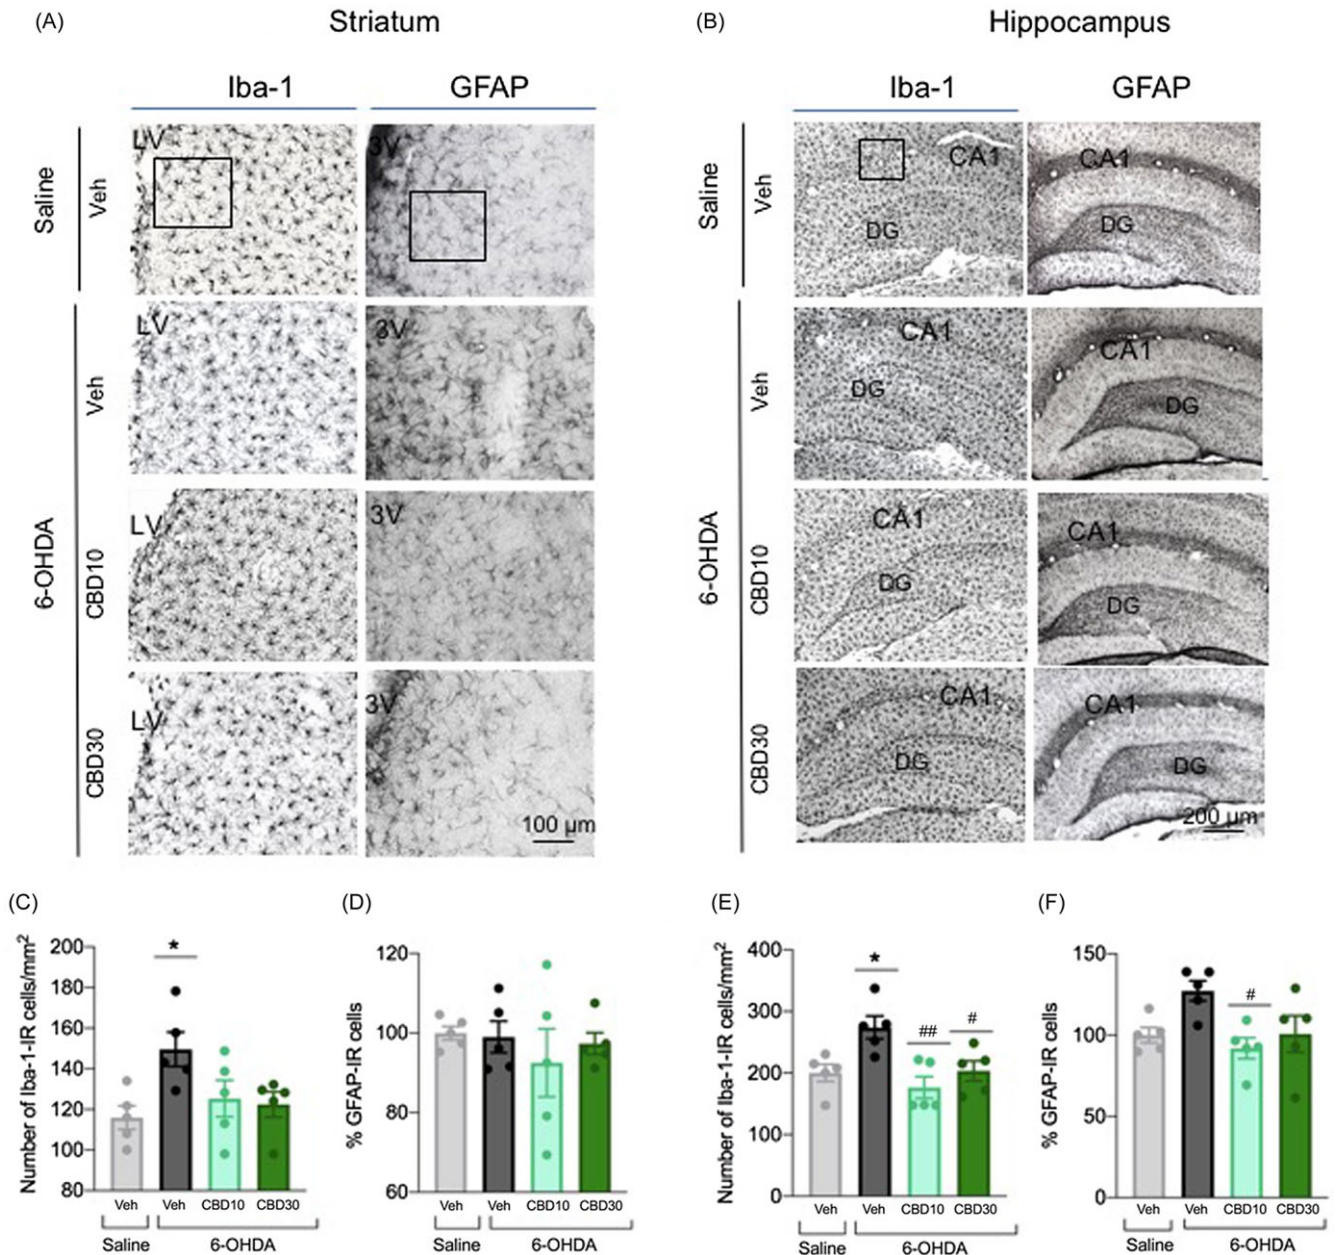 (A)
Striatum
Iba-1
GFAP
Saline
Veh
LV
3V
6-OHDA
Veh
LV
3V
CBD10
LV
3V
CBD30
LV
3V
100 µm
(B)
Hippocampus
Iba-1
GFAP
Saline
Veh
CA1
DG
CA1
DG
6-OHDA
Veh
CA1
DG
CA1
DG
CBD10
CA1
DG
CA1
DG
CBD30
CA1
DG
CA1
DG
200 µm
(C)
Number of Iba-1-IR cells/mm²
200
180
160
140
120
100
80
*
Veh
Veh
CBD10
CBD30
Saline
6-OHDA
(D)
% GFAP-IR cells
120
100
80
60
Veh
Veh
CBD10
CBD30
Saline
6-OHDA
(E)
Number of Iba-1-IR cells/mm²
400
300
200
100
0
*
##
#
Veh
Veh
CBD10
CBD30
Saline
6-OHDA
(F)
% GFAP-IR cells
150
100
50
0
#
Veh
Veh
CBD10
CBD30
Saline
6-OHDA